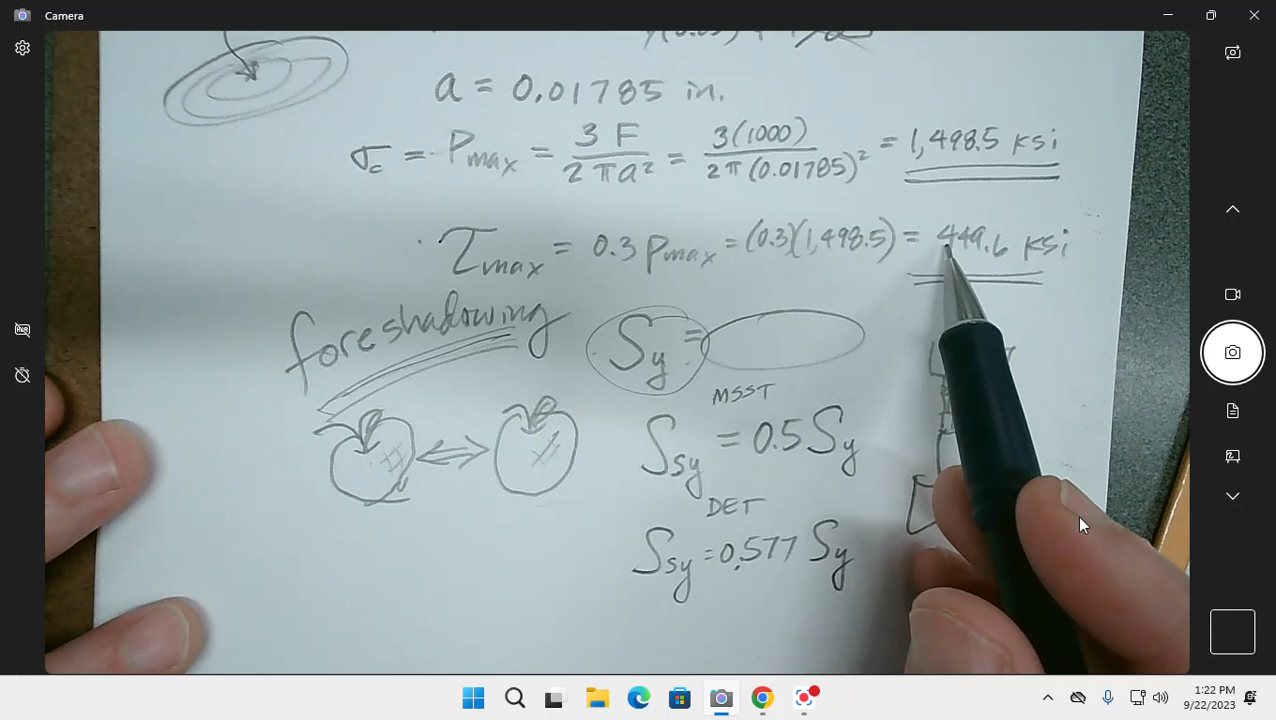 Camera
a = 0.01785 in.
σc = Pmax = 3F / 2πa² = 3(1000) / 2π(0.01785)² = 1,498.5 ksi
τmax = 0.3 Pmax = (0.3)(1,498.5) = 449.6 ksi
foreshadowing
Sy =
MSST
Ssy = 0.5 Sy
DET
Ssy = 0.577 Sy
1:22 PM
9/22/2023